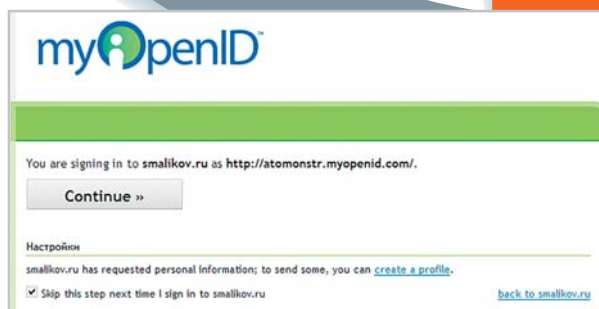 myOpenID™
You are signing in to smalikov.ru as http://atomonstr.myopenid.com/.
Continue »
Настройки
smalikov.ru has requested personal information; to send some, you can create a profile.
Skip this step next time I sign in to smalikov.ru
back to smalikov.ru